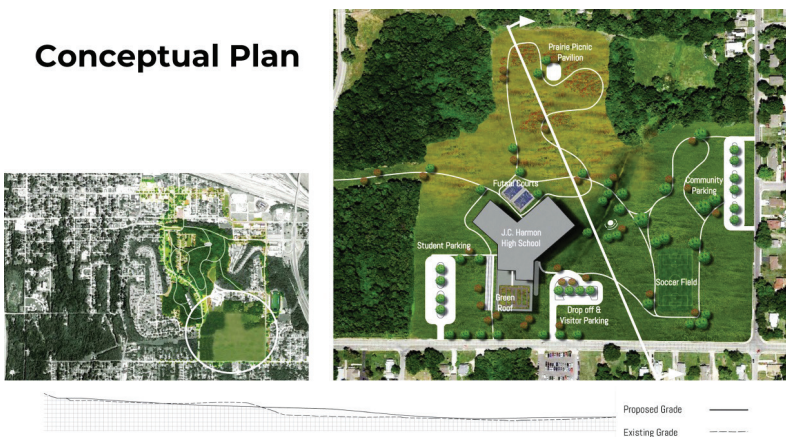 Conceptual Plan
Prairie Picnic
Pavilion
Futsal Courts
Community
Parking
J.C. Harmon
High School
Student Parking
Soccer Field
Green
Roof
Drop off &
Visitor Parking
Proposed Grade
Existing Grade